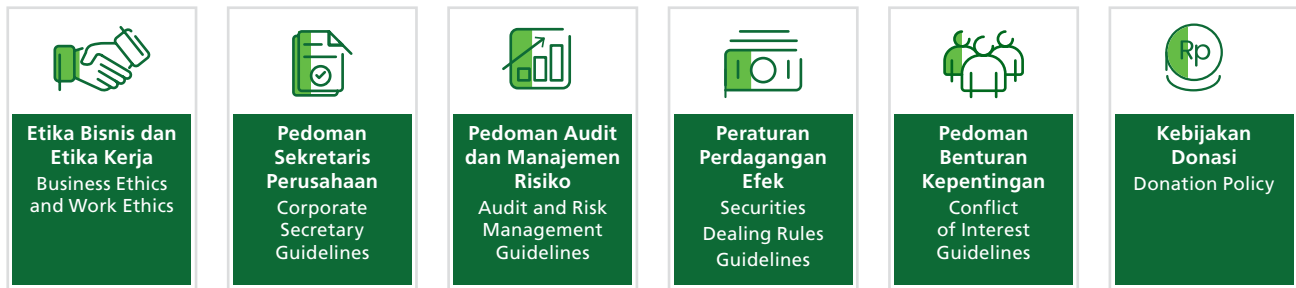 Etika Bisnis dan
Etika Kerja
Business Ethics
and Work Ethics
Pedoman
Sekretaris
Perusahaan
Corporate
Secretary
Guidelines
Pedoman Audit
dan Manajemen
Risiko
Audit and Risk
Management
Guidelines
Peraturan
Perdagangan
Efek
Securities
Dealing Rules
Guidelines
Pedoman
Benturan
Kepentingan
Conflict
of Interest
Guidelines
Rp
Kebijakan
Donasi
Donation Policy